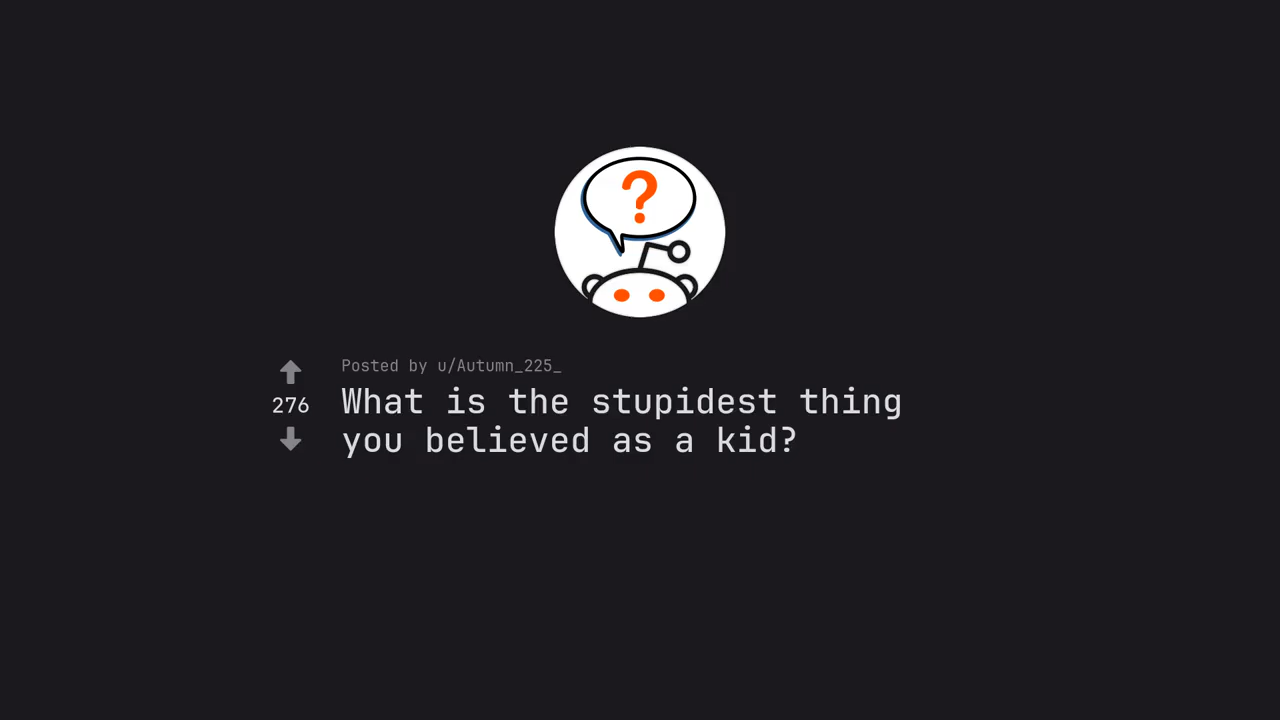 ?
Posted by u/Autumn_225_
276
What is the stupidest thing
you believed as a kid?